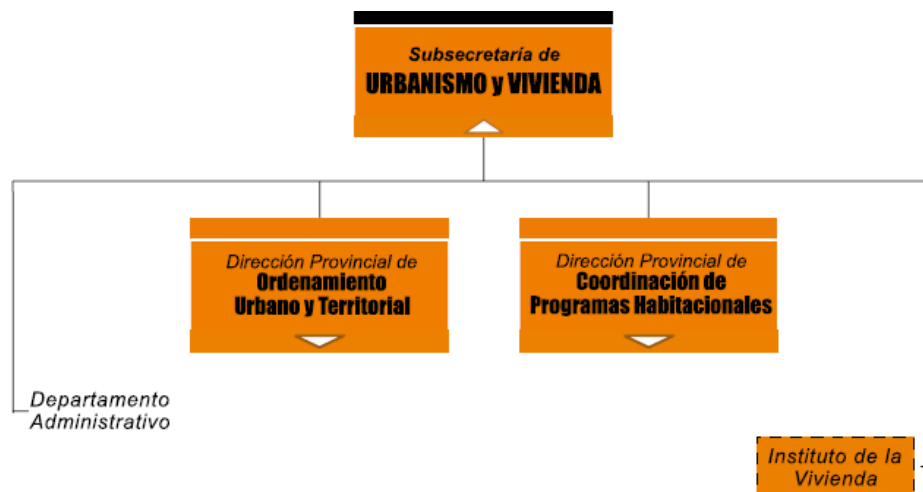 Subsecretaría de
URBANISMO y VIVIENDA
Dirección Provincial de
Ordenamiento
Urbano y Territorial
Dirección Provincial de
Coordinación de
Programas Habitacionales
Departamento
Administrativo
Instituto de la
Vivienda